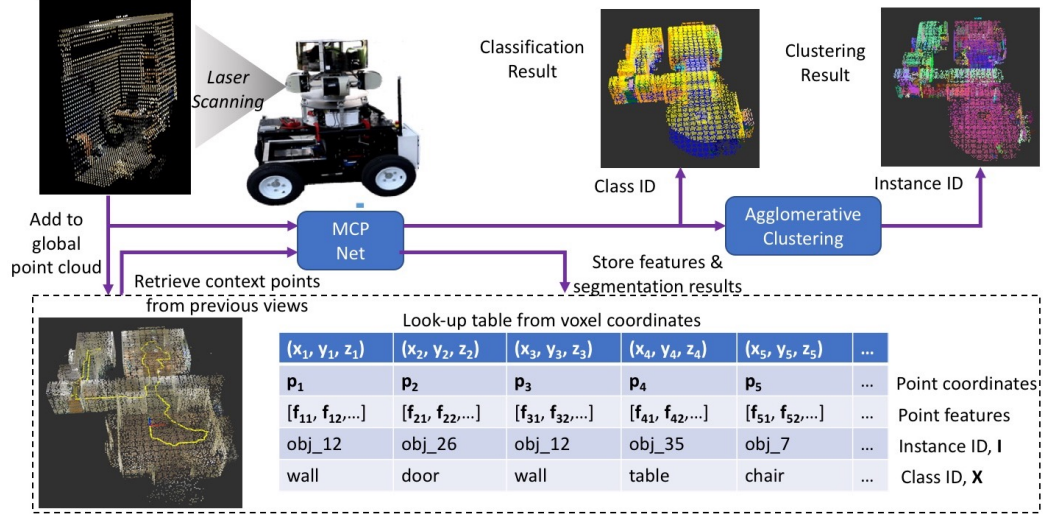 Laser
Scanning
Classification
Result
Clustering
Result
Class ID
Instance ID
Add to
global
point cloud
MCP
Net
Agglomerative
Clustering
Retrieve context points
from previous views
Store features &
segmentation results
Look-up table from voxel coordinates
(x₁, y₁, z₁) (x₂, y₂, z₂) (x₃, y₃, z₃) (x₄, y₄, z₄) (x₅, y₅, z₅) ...
p₁ p₂ p₃ p₄ p₅ ... Point coordinates
[f₁₁, f₁₂,...] [f₂₁, f₂₂,...] [f₃₁, f₃₂,...] [f₄₁, f₄₂,...] [f₅₁, f₅₂,...] ... Point features
obj_12 obj_26 obj_12 obj_35 obj_7 ... Instance ID, I
wall door wall table chair ... Class ID, X